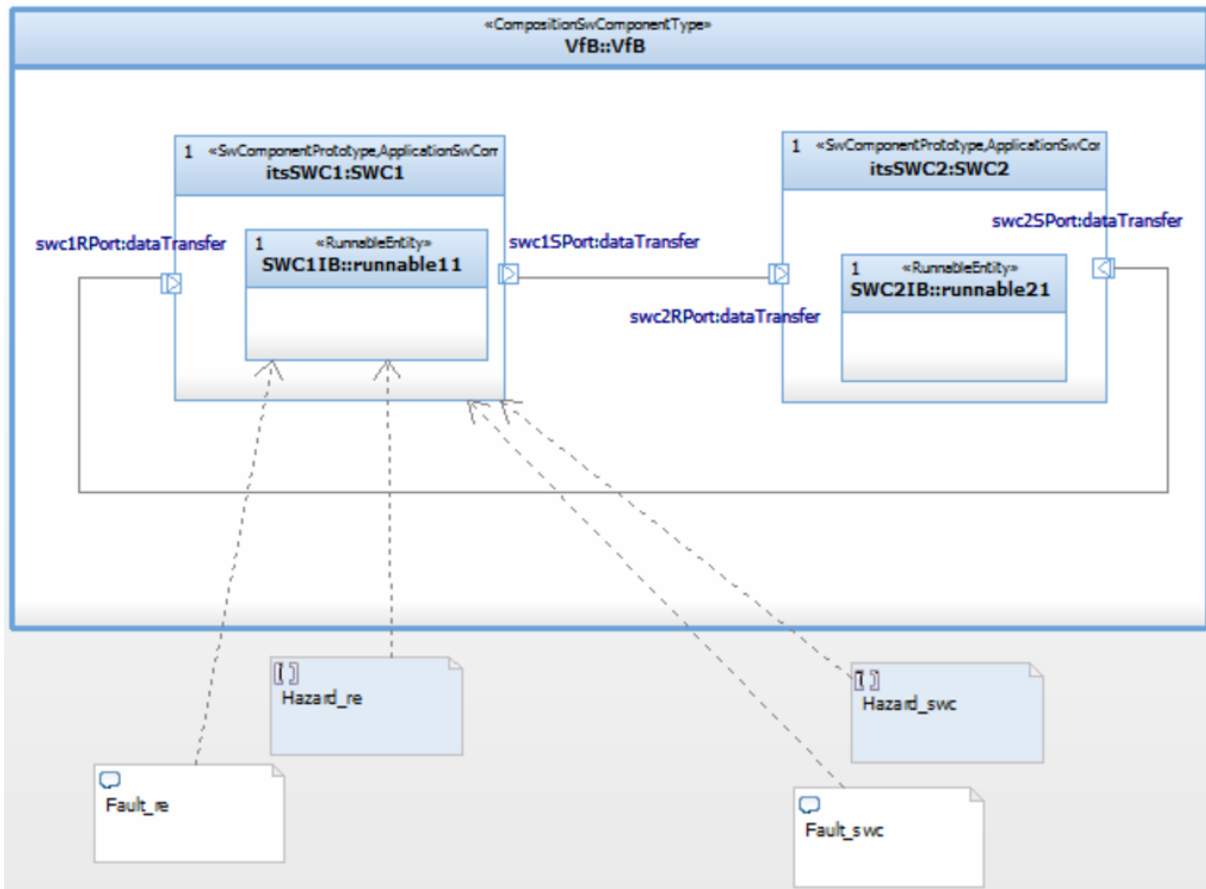 «CompositionSwComponentType»
VfB::VfB
1 «SwComponentPrototype,ApplicationSwCom
itsSWC1:SWC1
1 «SwComponentPrototype,ApplicationSwCor
itsSWC2:SWC2
swc1RPort:dataTransfer
1 «RunnableEntity»
SWC1IB::runnable11
swc1SPort:dataTransfer
swc2SPort:dataTransfer
1 «RunnableEntity»
SWC2IB::runnable21
swc2RPort:dataTransfer
Hazard_re
Hazard_swc
Fault_re
Fault_swc